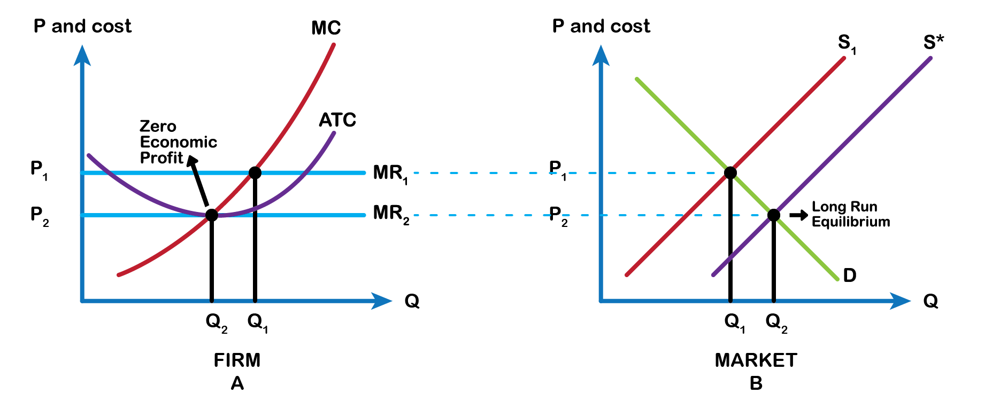 P and cost
MC
ATC
Zero
Economic
Profit
P₁
MR₁
P₂
MR₂
Q
Q₂
Q₁
FIRM
A
P and cost
S₁
S*
P₁
P₂
Long Run
Equilibrium
D
Q
Q₁
Q₂
MARKET
B